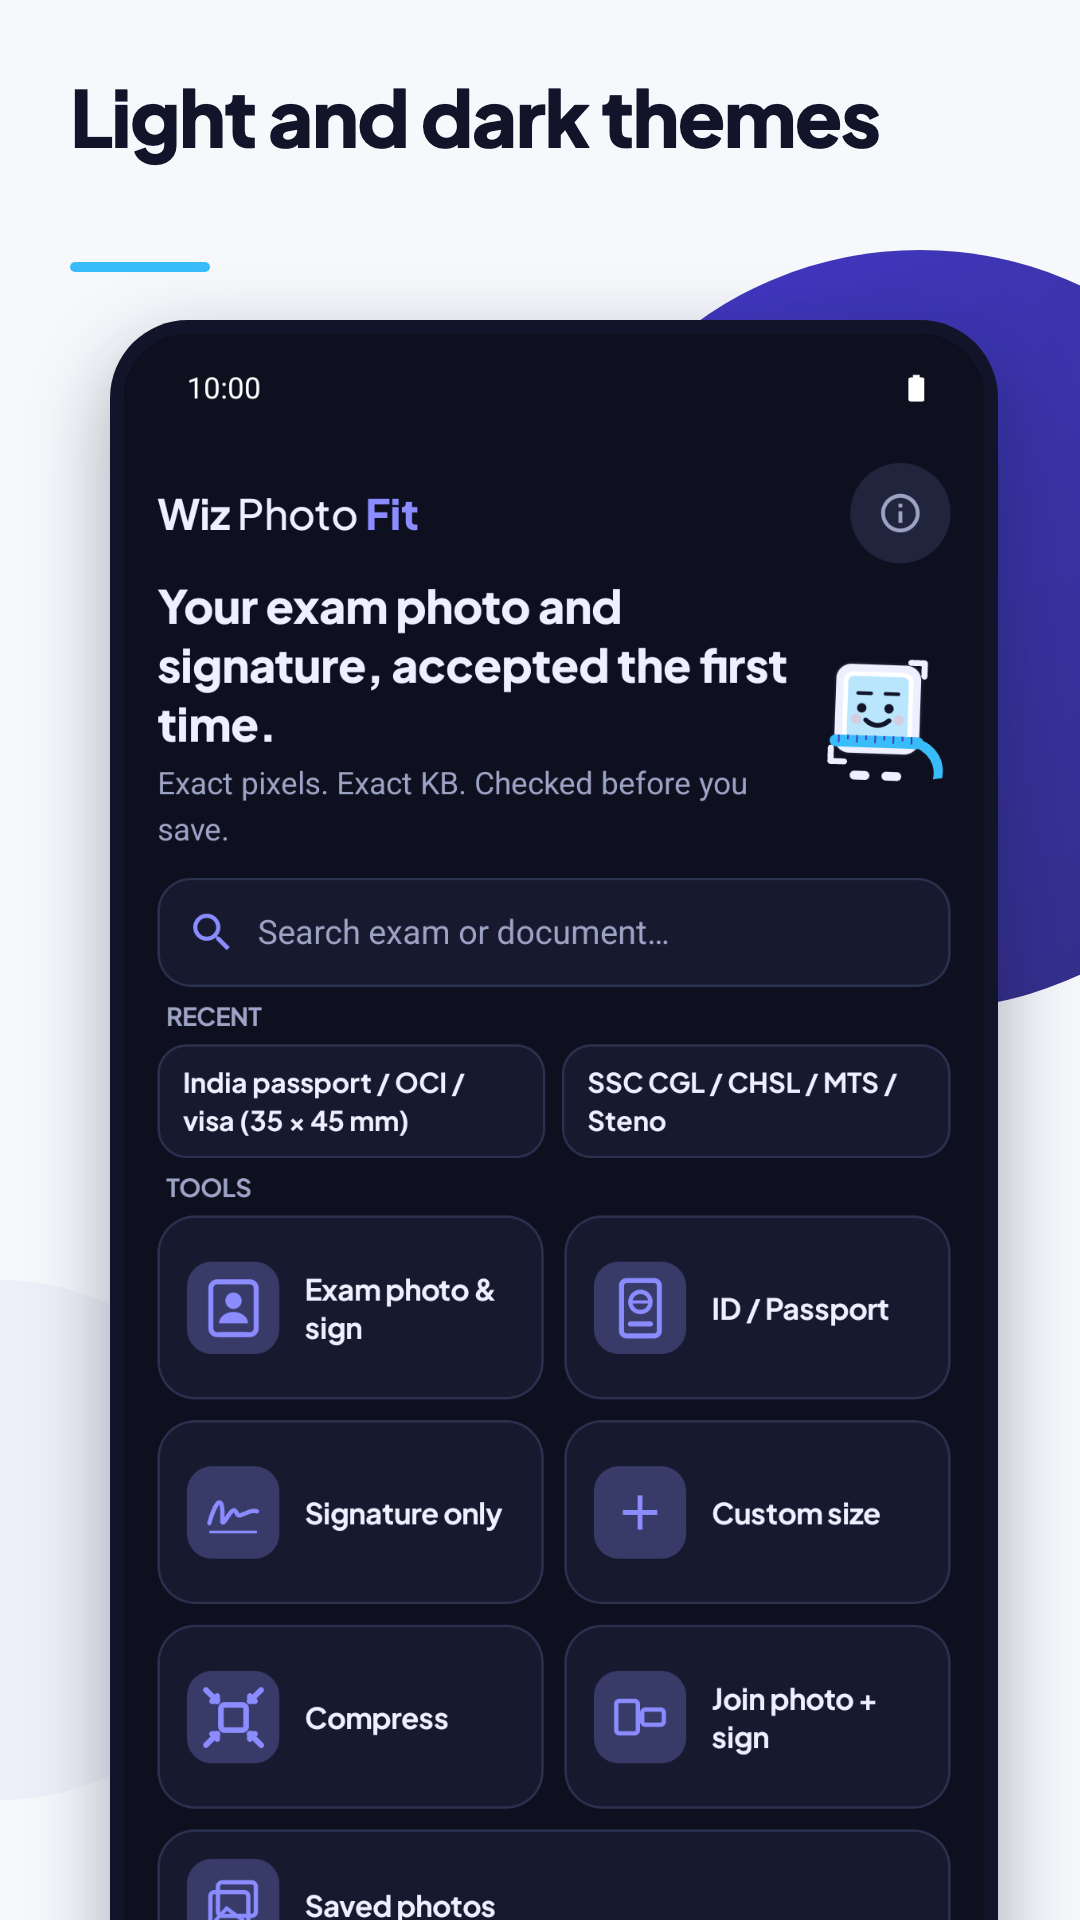 Light and dark themes
10:00
Wiz Photo Fit
Your exam photo and
signature, accepted the first
time.
Exact pixels. Exact KB. Checked before you
save.
Search exam or document...
RECENT
India passport / OCI /
visa (35 × 45 mm)
SSC CGL / CHSL / MTS /
Steno
TOOLS
Exam photo &
sign
ID / Passport
Signature only
Custom size
Compress
Join photo +
sign
Saved photos